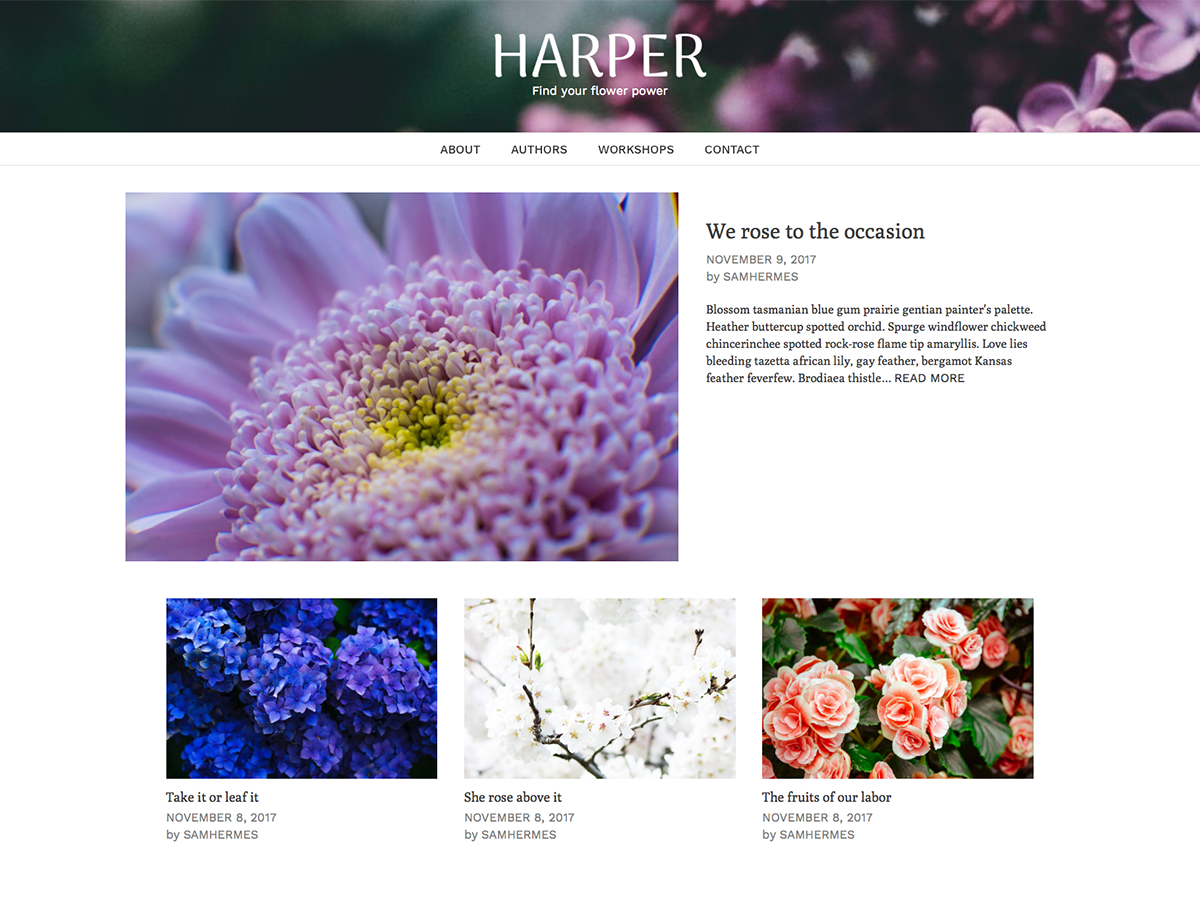 HARPER
Find your flower power
ABOUT AUTHORS WORKSHOPS CONTACT
We rose to the occasion
NOVEMBER 9, 2017
by SAMHERMES
Blossom tasmanian blue gum prairie gentian painter's palette.
Heather buttercup spotted orchid. Spurge windflower chickweed
chincerinchee spotted rock-rose flame tip amaryllis. Love lies
bleeding tazetta african lily, gay feather, bergamot Kansas
feather feverfew. Brodiaea thistle... READ MORE
Take it or leaf it
NOVEMBER 8, 2017
by SAMHERMES
She rose above it
NOVEMBER 8, 2017
by SAMHERMES
The fruits of our labor
NOVEMBER 8, 2017
by SAMHERMES